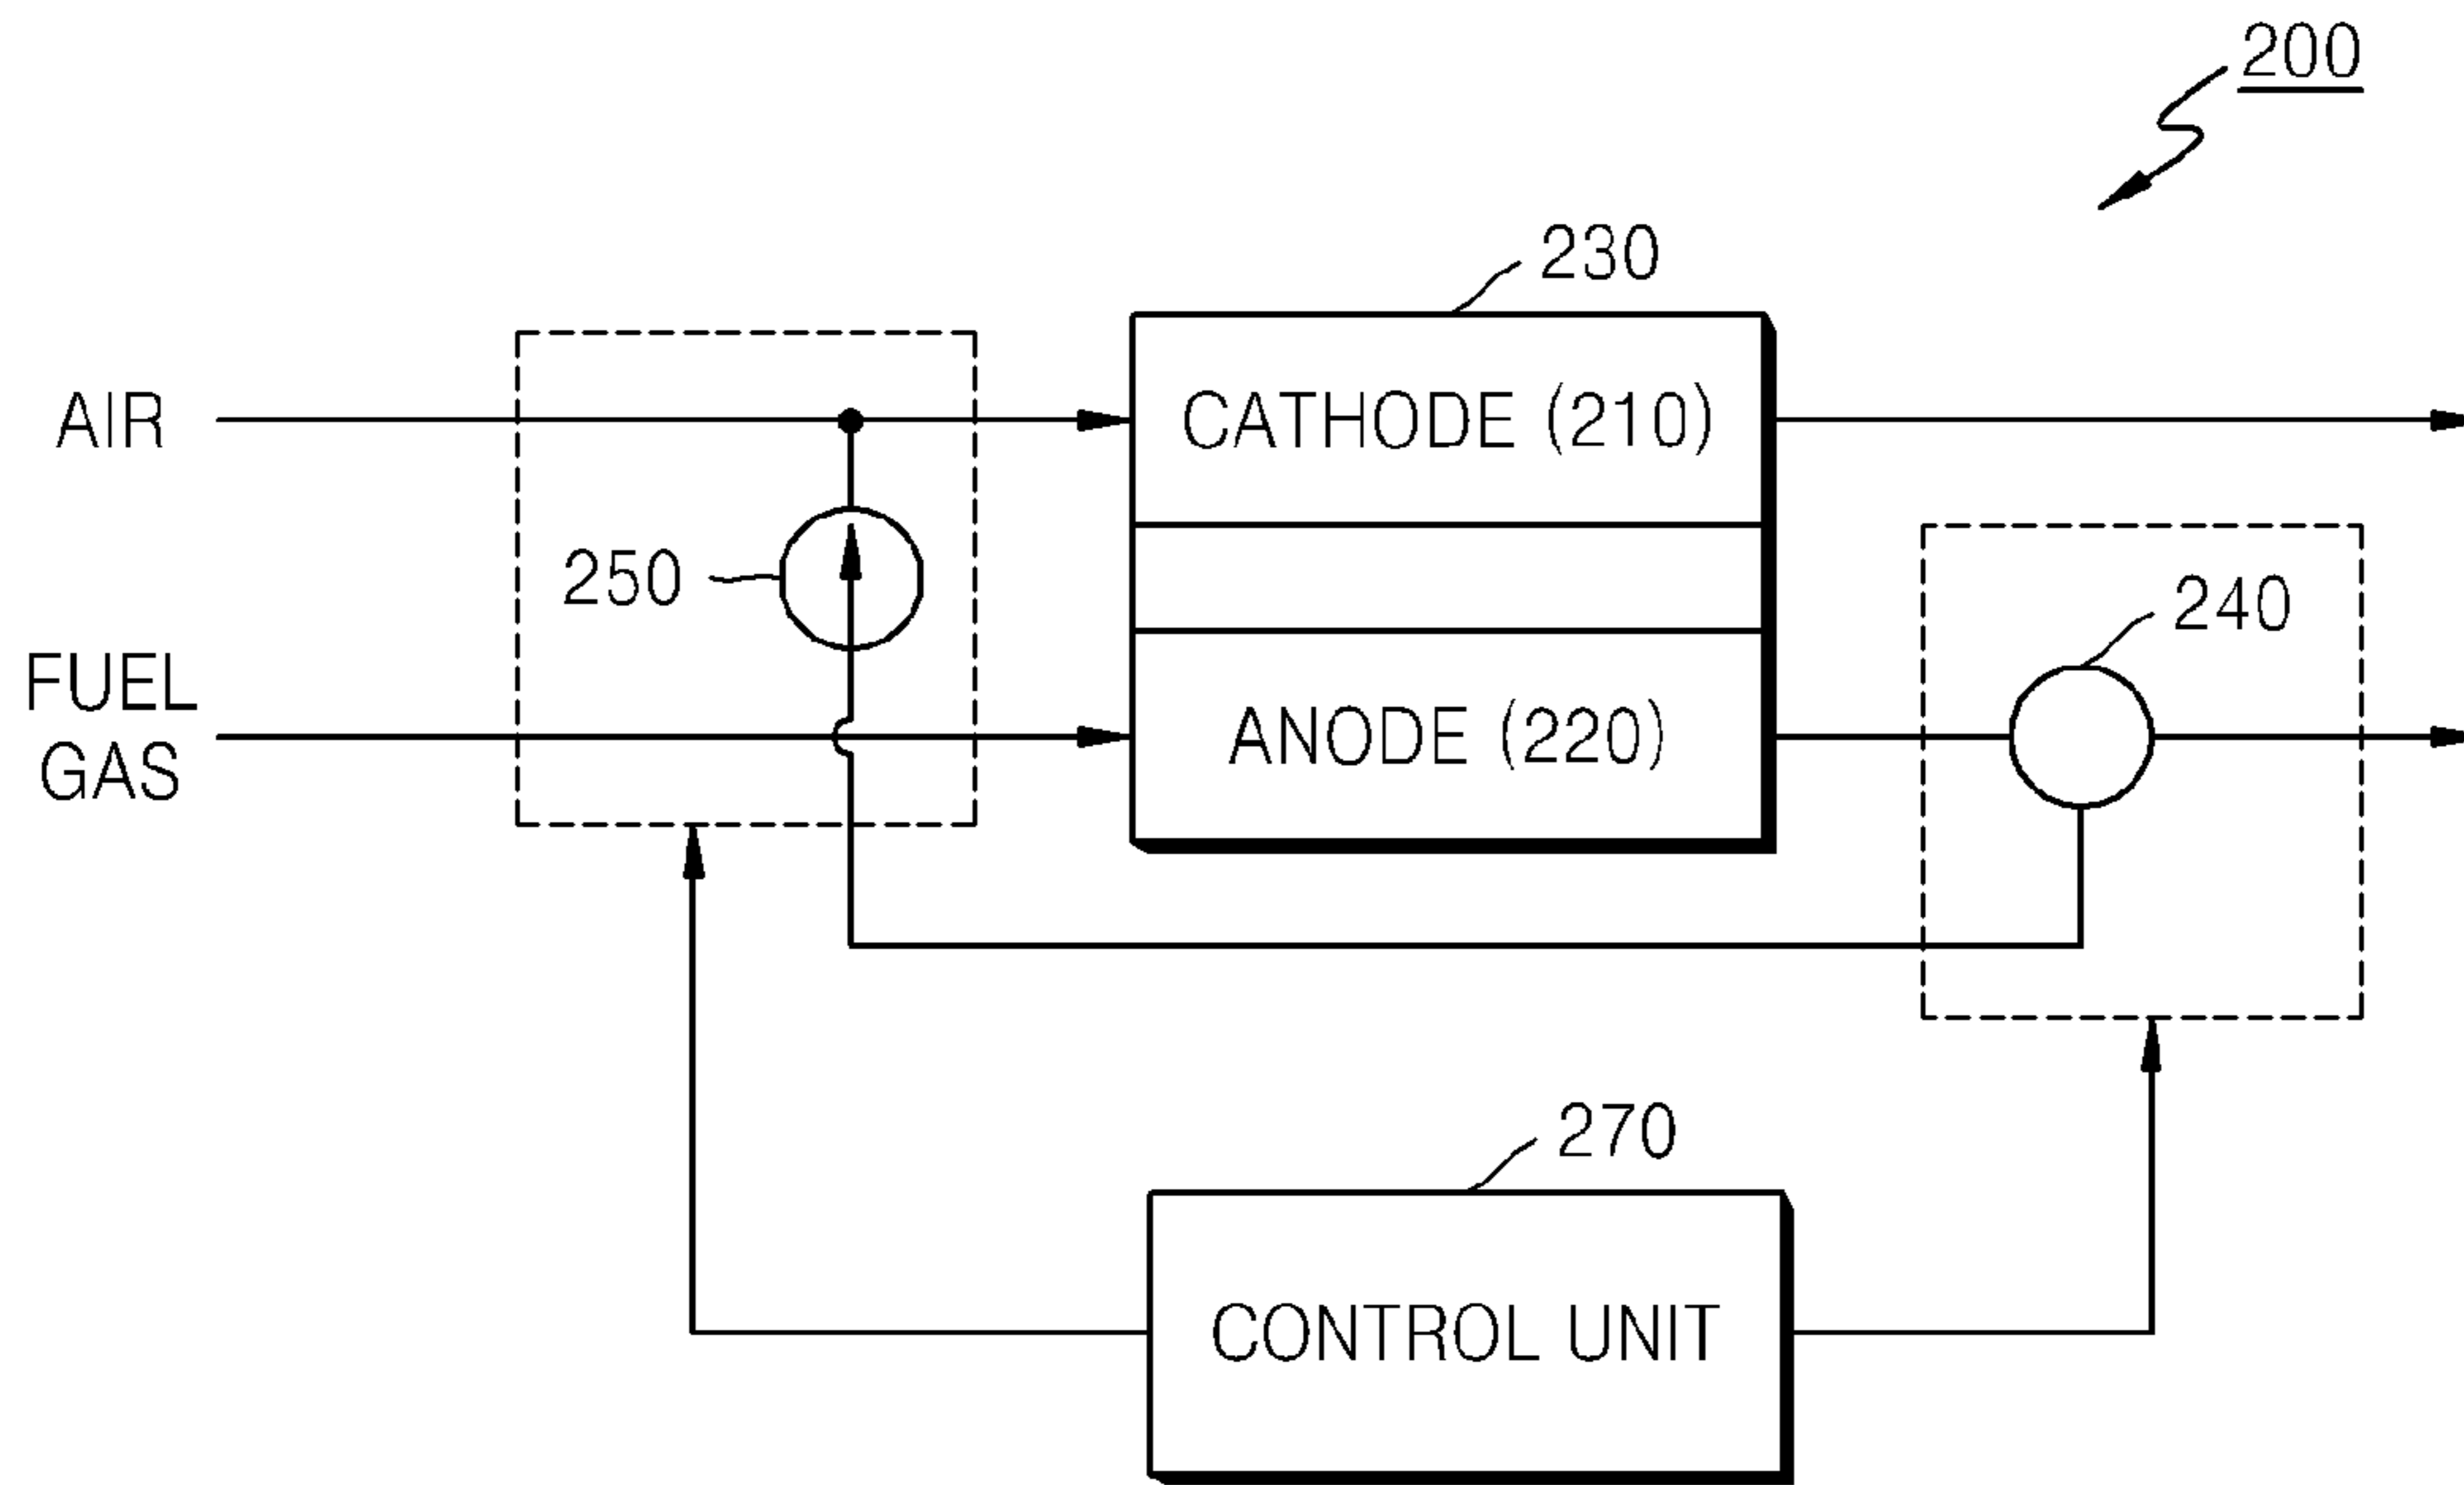 200
230
AIR
CATHODE (210)
250
240
FUEL
GAS
ANODE (220)
270
CONTROL UNIT